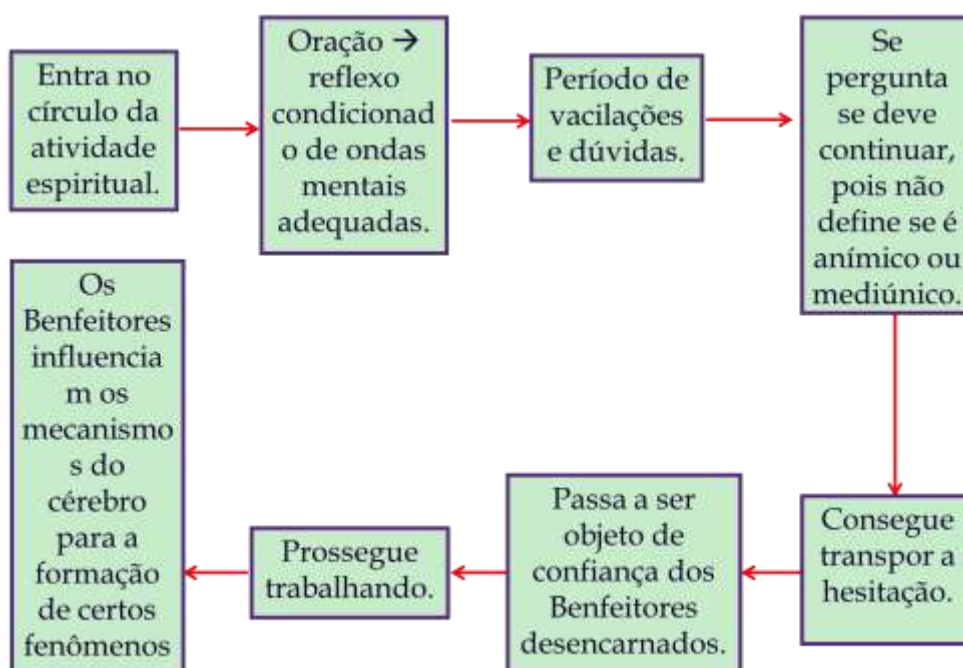 Entra no
círculo da
atividade
espiritual.
Oração →
reflexo
condicionad
o de ondas
mentais
adequadas.
Período de
vacilações
e dúvidas.
Se
pergunta
se deve
continuar,
pois não
define se é
anímico ou
mediúnico.
Consegue
transpor a
hesitação.
Passa a ser
objeto de
confiança dos
Benfeitores
desencarnados.
Prossegue
trabalhando.
Os
Benfeitores
influencia
m os
mecanismo
s do
cérebro
para a
formação
de certos
fenômenos